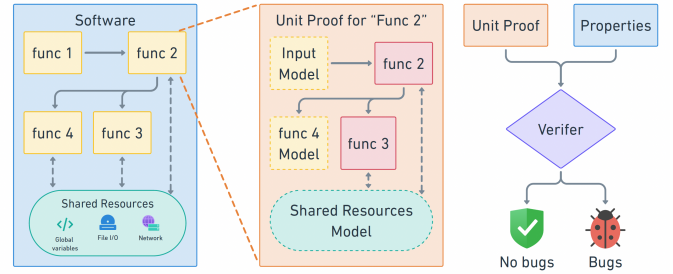 Software
func 1
func 2
func 4
func 3
Shared Resources
Global
variables
File I/O
Network
Unit Proof for “Func 2”
Input
Model
func 2
func 4
Model
func 3
Shared Resources
Model
Unit Proof
Properties
Verifer
No bugs
Bugs